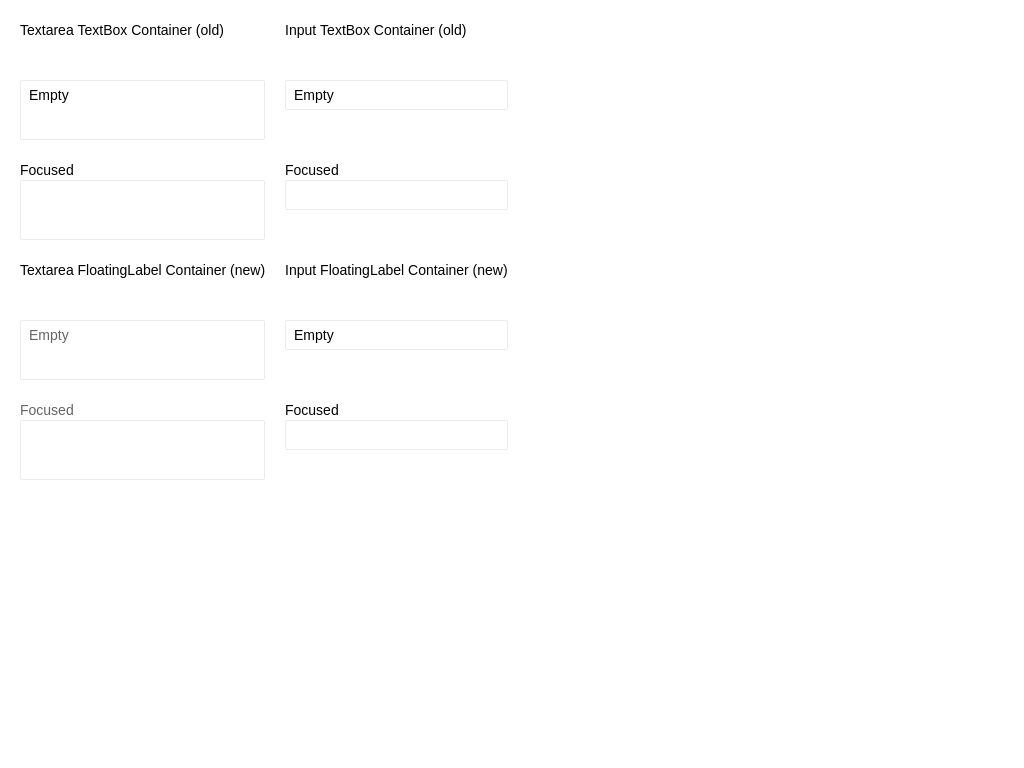 Textarea TextBox Container (old)
Input TextBox Container (old)
Empty
Empty
Focused
Focused
Textarea FloatingLabel Container (new)
Input FloatingLabel Container (new)
Empty
Empty
Focused
Focused